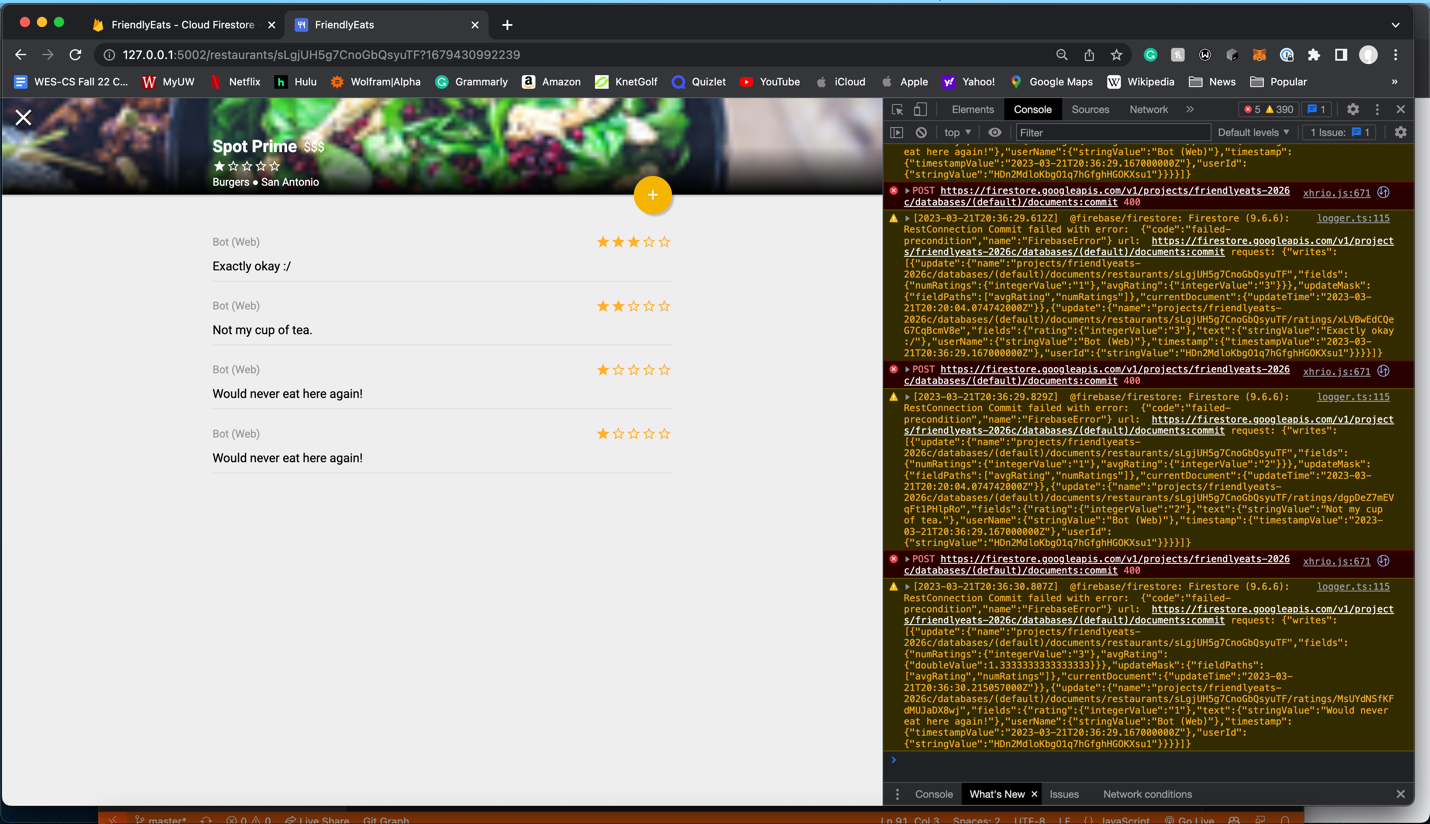 FriendlyEats - Cloud Firestore -
FriendlyEats
127.0.0.1:5002/restaurants/sLgjUH5g7CnoGbQsyuTF?1679430992239
WES-CS Fall 22 C...
MyUW
Netflix
Hulu
Wolfram|Alpha
Grammarly
Amazon
KnetGolf
Quizlet
YouTube
iCloud
Apple
Yahoo!
Google Maps
Wikipedia
News
Popular
»
Spot Prime $$$
Burgers ● San Antonio
+
Bot (Web)
Exactly okay :/
Bot (Web)
Not my cup of tea.
Bot (Web)
Would never eat here again!
Bot (Web)
Would never eat here again!
Elements
Console
Sources
Network
»
5
390
1
top
Filter
Default levels
1 Issue:
1
eat here again!"},"userName":{"stringValue":"Bot (Web)"},"timestamp":
{"timestampValue":"2023-03-21T20:36:29.167000000Z"},"userId":
{"stringValue":"HDn2MdloKbgO1q7hGfghHGOKXsu1"}}}}]}
POST https://firestore.googleapis.com/v1/projects/friendlyeats-2026 xhrio.js:671
c/databases/(default)/documents:commit 400
[2023-03-21T20:36:29.612Z]  @firebase/firestore: Firestore (9.6.6): logger.ts:115
RestConnection Commit failed with error:  {"code":"failed-
precondition","name":"FirebaseError"} url:  https://firestore.googleapis.com/v1/project
s/friendlyeats-2026c/databases/(default)/documents:commit request: {"writes":
[{"update":{"name":"projects/friendlyeats-
2026c/databases/(default)/documents/restaurants/sLgjUH5g7CnoGbQsyuTF","fields":
{"numRatings":{"integerValue":"1"},"avgRating":{"integerValue":"3"}}},"updateMask":
{"fieldPaths":["avgRating","numRatings"]},"currentDocument":{"updateTime":"2023-03-
21T20:20:04.074742000Z"}},{"update":{"name":"projects/friendlyeats-
2026c/databases/(default)/documents/restaurants/sLgjUH5g7CnoGbQsyuTF/ratings/xLVBwEdCQe
G7CqBcmV8e","fields":{"rating":{"integerValue":"3"},"text":{"stringValue":"Exactly okay
:/"},"userName":{"stringValue":"Bot (Web)"},"timestamp":{"timestampValue":"2023-03-
21T20:36:29.167000000Z"},"userId":{"stringValue":"HDn2MdloKbgO1q7hGfghHGOKXsu1"}}}}]}
POST https://firestore.googleapis.com/v1/projects/friendlyeats-2026 xhrio.js:671
c/databases/(default)/documents:commit 400
[2023-03-21T20:36:29.829Z]  @firebase/firestore: Firestore (9.6.6): logger.ts:115
RestConnection Commit failed with error:  {"code":"failed-
precondition","name":"FirebaseError"} url:  https://firestore.googleapis.com/v1/project
s/friendlyeats-2026c/databases/(default)/documents:commit request: {"writes":
[{"update":{"name":"projects/friendlyeats-
2026c/databases/(default)/documents/restaurants/sLgjUH5g7CnoGbQsyuTF","fields":
{"numRatings":{"integerValue":"1"},"avgRating":{"integerValue":"2"}}},"updateMask":
{"fieldPaths":["avgRating","numRatings"]},"currentDocument":{"updateTime":"2023-03-
21T20:20:04.074742000Z"}},{"update":{"name":"projects/friendlyeats-
2026c/databases/(default)/documents/restaurants/sLgjUH5g7CnoGbQsyuTF/ratings/dgpDeZ7mEV
qFt1PHlpRo","fields":{"rating":{"integerValue":"2"},"text":{"stringValue":"Not my cup
of tea."},"userName":{"stringValue":"Bot (Web)"},"timestamp":{"timestampValue":"2023-
03-21T20:36:29.167000000Z"},"userId":
{"stringValue":"HDn2MdloKbgO1q7hGfghHGOKXsu1"}}}}]}
POST https://firestore.googleapis.com/v1/projects/friendlyeats-2026 xhrio.js:671
c/databases/(default)/documents:commit 400
[2023-03-21T20:36:30.807Z]  @firebase/firestore: Firestore (9.6.6): logger.ts:115
RestConnection Commit failed with error:  {"code":"failed-
precondition","name":"FirebaseError"} url:  https://firestore.googleapis.com/v1/project
s/friendlyeats-2026c/databases/(default)/documents:commit request: {"writes":
[{"update":{"name":"projects/friendlyeats-
2026c/databases/(default)/documents/restaurants/sLgjUH5g7CnoGbQsyuTF","fields":
{"numRatings":{"integerValue":"3"},"avgRating":
{"doubleValue":1.3333333333333333}}},"updateMask":{"fieldPaths":
["avgRating","numRatings"]},"currentDocument":{"updateTime":"2023-03-
21T20:36:30.215057000Z"}},{"update":{"name":"projects/friendlyeats-
2026c/databases/(default)/documents/restaurants/sLgjUH5g7CnoGbQsyuTF/ratings/MsUYdNSfKF
dMUJaDX8wj","fields":{"rating":{"integerValue":"1"},"text":{"stringValue":"Would never
eat here again!"},"userName":{"stringValue":"Bot (Web)"},"timestamp":
{"timestampValue":"2023-03-21T20:36:29.167000000Z"},"userId":
{"stringValue":"HDn2MdloKbgO1q7hGfghHGOKXsu1"}}}}]}
Console
What's New
Issues
Network conditions
master*
0
0
Live Share
Git Graph
Ln 91, Col 3
Spaces: 2
UTF-8
LF
JavaScript
Go Live